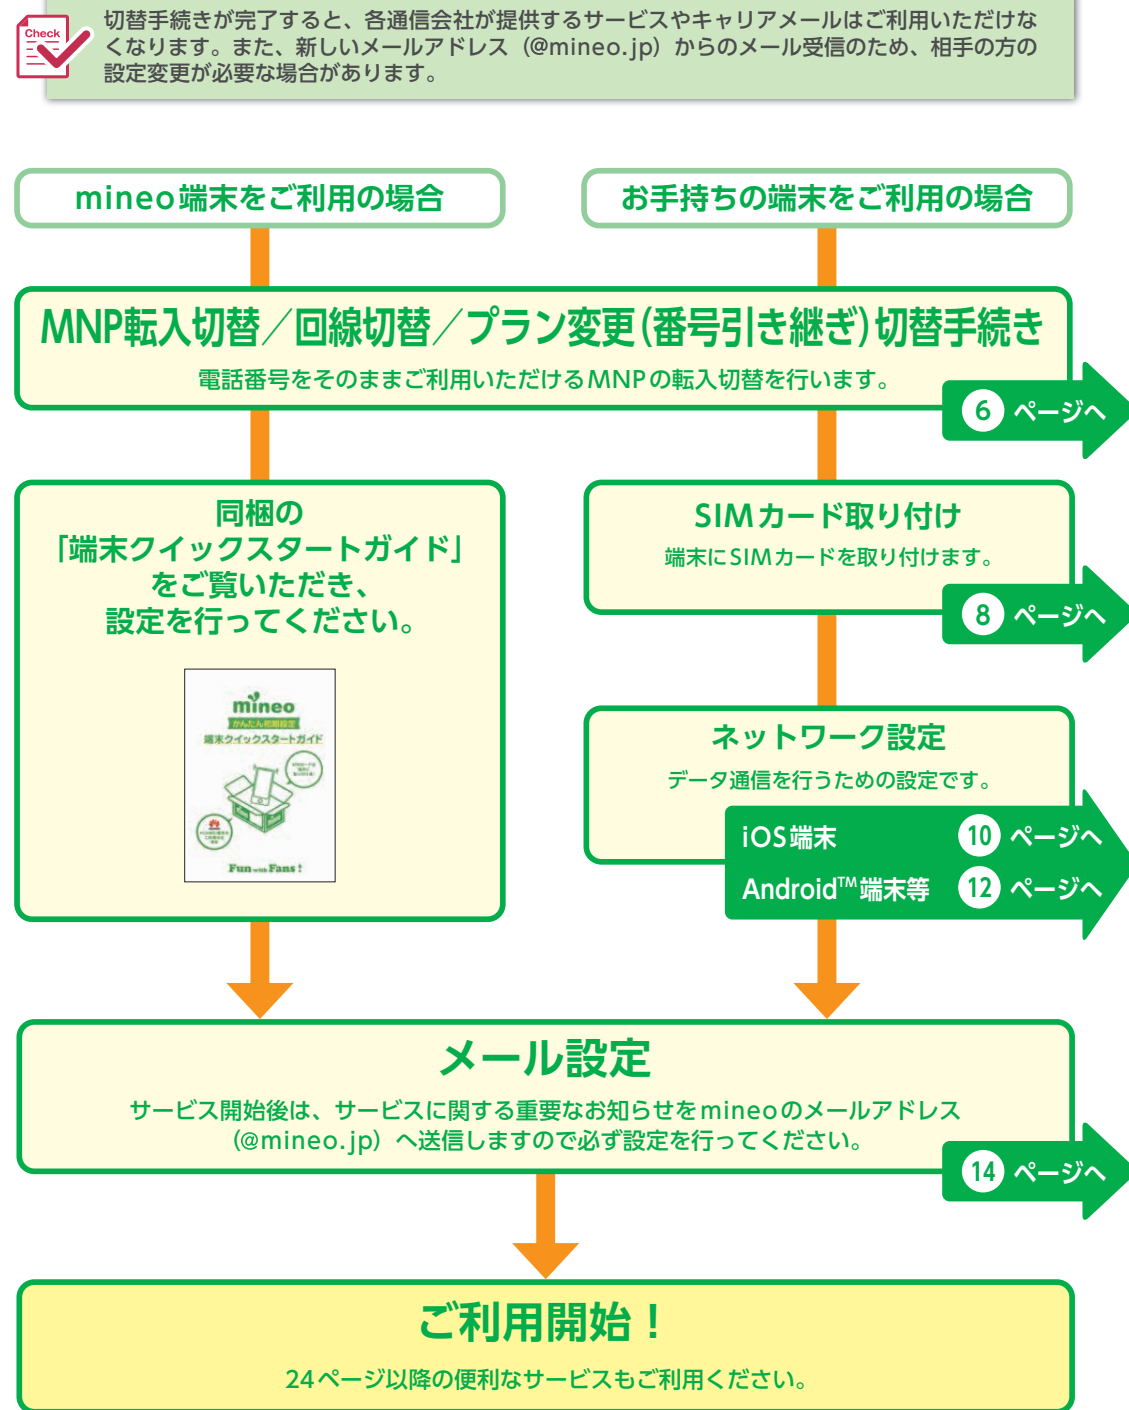 Check
切替手続きが完了すると、各通信会社が提供するサービスやキャリアメールはご利用いただけな
くなります。また、新しいメールアドレス（@mineo.jp）からのメール受信のため、相手の方の
設定変更が必要な場合があります。
mineo端末をご利用の場合
お手持ちの端末をご利用の場合
MNP転入切替／回線切替／プラン変更(番号引き継ぎ)切替手続き
電話番号をそのままご利用いただけるMNPの転入切替を行います。
6 ページへ
同梱の
「端末クイックスタートガイド」
をご覧いただき、
設定を行ってください。
mineo
かんたん初期設定
端末クイックスタートガイド
Fun with Fans!
SIMカード取り付け
端末にSIMカードを取り付けます。
8 ページへ
ネットワーク設定
データ通信を行うための設定です。
iOS端末 10 ページへ
Android™端末等 12 ページへ
メール設定
サービス開始後は、サービスに関する重要なお知らせをmineoのメールアドレス
（@mineo.jp）へ送信しますので必ず設定を行ってください。
14 ページへ
ご利用開始！
24ページ以降の便利なサービスもご利用ください。